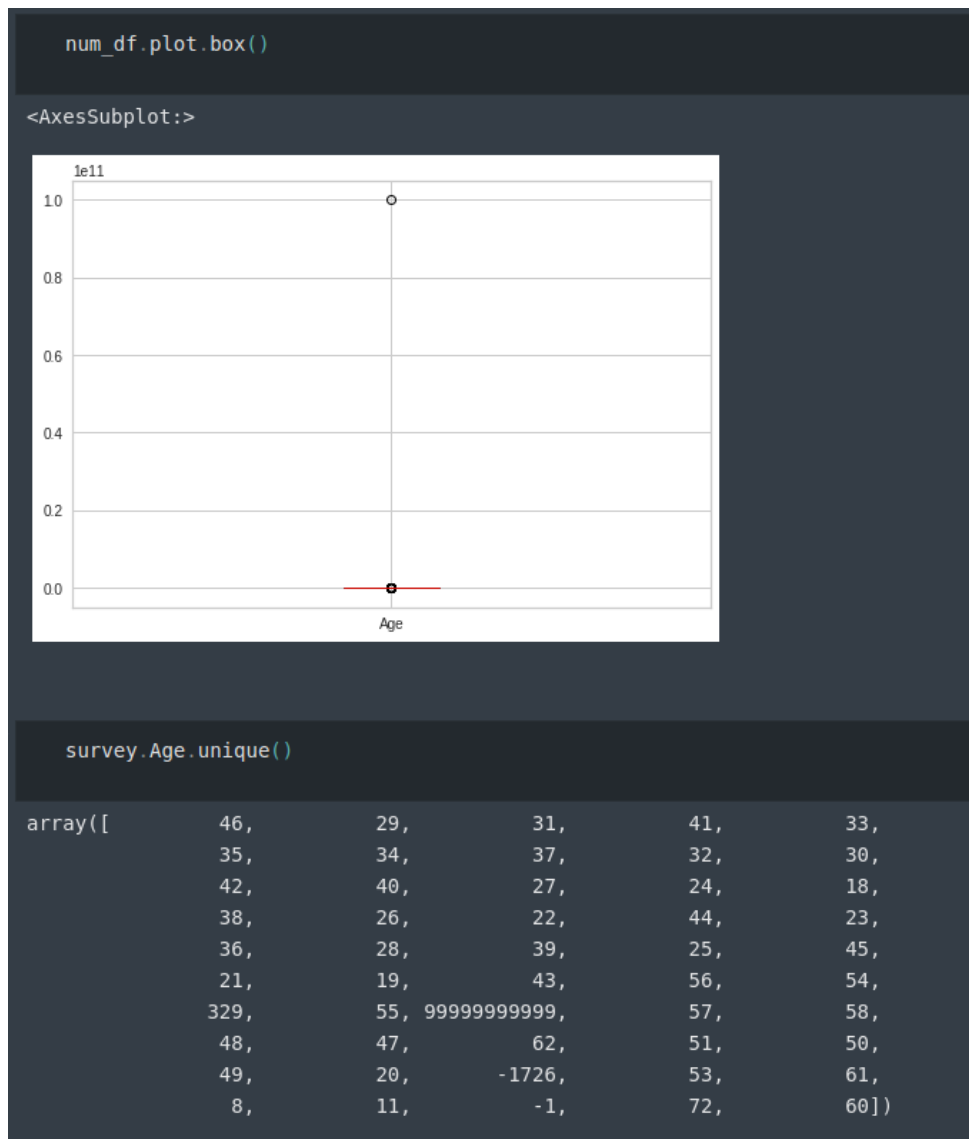 num_df.plot.box()
<AxesSubplot:>
1e11
1.0
0.8
0.6
0.4
0.2
0.0
Age
survey.Age.unique()
array([ 46, 29, 31, 41, 33,
35, 34, 37, 32, 30,
42, 40, 27, 24, 18,
38, 26, 22, 44, 23,
36, 28, 39, 25, 45,
21, 19, 43, 56, 54,
329, 55, 99999999999, 57, 58,
48, 47, 62, 51, 50,
49, 20, -1726, 53, 61,
8, 11, -1, 72, 60])